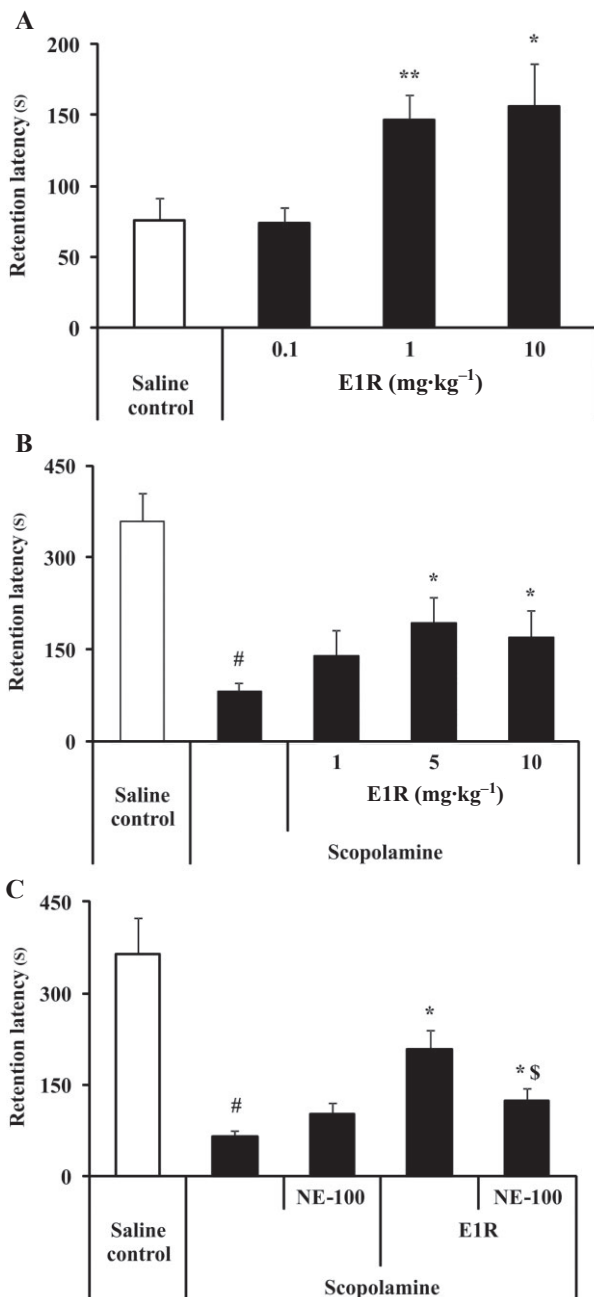 A
Retention latency (S)
200
150
100
50
0
**
*
0.1 1 10
Saline
control
E1R (mg·kg⁻¹)
B
Retention latency (S)
450
300
150
0
#
*
*
1 5 10
Saline
control
E1R (mg·kg⁻¹)
Scopolamine
C
Retention latency (S)
450
300
150
0
#
*
* $
NE-100 NE-100
Saline
control
E1R
Scopolamine